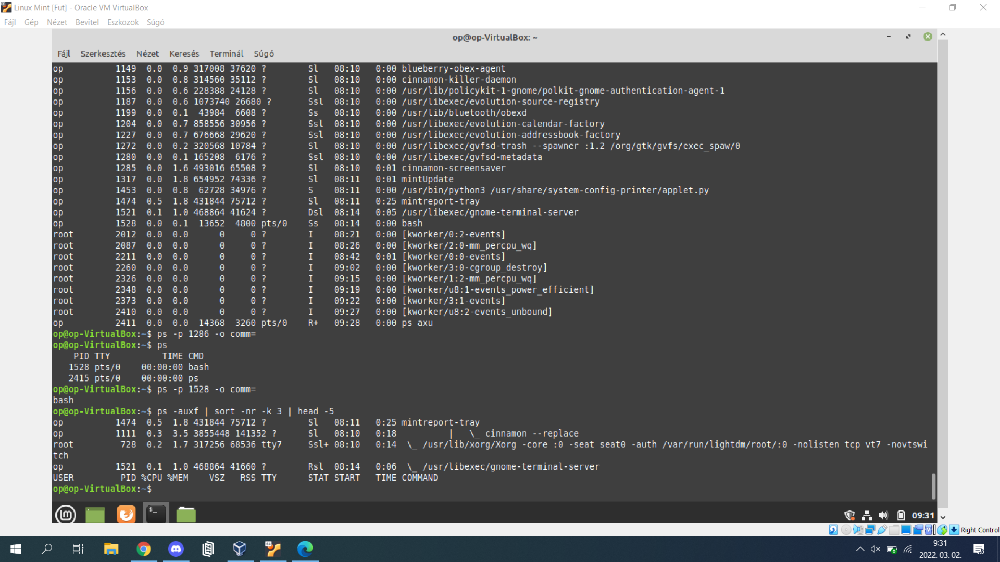 Linux Mint [Fut] - Oracle VM VirtualBox
Fájl Gép Nézet Bevitel Eszközök Súgó
op@op-VirtualBox: ~
Fájl Szerkesztés Nézet Keresés Terminál Súgó
op 1149 0.0 0.9 317008 37620 ? Sl 08:10 0:00 blueberry-obex-agent
op 1153 0.0 0.8 314560 35112 ? Sl 08:10 0:00 cinnamon-killer-daemon
op 1156 0.0 0.6 228388 24128 ? Sl 08:10 0:00 /usr/lib/policykit-1-gnome/polkit-gnome-authentication-agent-1
op 1187 0.0 0.6 1073740 26680 ? Ssl 08:10 0:00 /usr/libexec/evolution-source-registry
op 1199 0.0 0.1 43984 6608 ? Ss 08:10 0:00 /usr/lib/bluetooth/obexd
op 1204 0.0 0.7 858556 30956 ? Ssl 08:10 0:00 /usr/libexec/evolution-calendar-factory
op 1227 0.0 0.7 676668 29620 ? Ssl 08:10 0:00 /usr/libexec/evolution-addressbook-factory
op 1272 0.0 0.2 320568 10784 ? Sl 08:10 0:00 /usr/libexec/gvfsd-trash --spawner :1.2 /org/gtk/gvfs/exec_spaw/0
op 1280 0.0 0.1 165208 6176 ? Ssl 08:10 0:00 /usr/libexec/gvfsd-metadata
op 1285 0.0 1.6 493016 65508 ? Sl 08:10 0:01 cinnamon-screensaver
op 1317 0.0 1.8 654952 74336 ? Sl 08:11 0:01 mintUpdate
op 1453 0.0 0.8 62728 34976 ? S 08:11 0:00 /usr/bin/python3 /usr/share/system-config-printer/applet.py
op 1474 0.5 1.8 431844 75712 ? Sl 08:11 0:25 mintreport-tray
op 1521 0.1 1.0 468864 41624 ? Dsl 08:14 0:05 /usr/libexec/gnome-terminal-server
op 1528 0.0 0.1 13652 4800 pts/0 Ss 08:14 0:00 bash
root 2012 0.0 0.0 0 0 ? I 08:21 0:00 [kworker/0:2-events]
root 2087 0.0 0.0 0 0 ? I 08:26 0:00 [kworker/2:0-mm_percpu_wq]
root 2211 0.0 0.0 0 0 ? I 08:42 0:01 [kworker/0:0-events]
root 2260 0.0 0.0 0 0 ? I 09:02 0:00 [kworker/3:0-cgroup_destroy]
root 2326 0.0 0.0 0 0 ? I 09:15 0:00 [kworker/1:2-mm_percpu_wq]
root 2348 0.0 0.0 0 0 ? I 09:19 0:00 [kworker/u8:1-events_power_efficient]
root 2373 0.0 0.0 0 0 ? I 09:22 0:00 [kworker/3:1-events]
root 2410 0.0 0.0 0 0 ? I 09:27 0:00 [kworker/u8:2-events_unbound]
op 2411 0.0 0.0 14368 3260 pts/0 R+ 09:28 0:00 ps axu
op@op-VirtualBox:~$ ps -p 1286 -o comm=
op@op-VirtualBox:~$ ps
PID TTY TIME CMD
1528 pts/0 00:00:00 bash
2415 pts/0 00:00:00 ps
op@op-VirtualBox:~$ ps -p 1528 -o comm=
bash
op@op-VirtualBox:~$ ps -auxf | sort -nr -k 3 | head -5
op 1474 0.5 1.8 431844 75712 ? Sl 08:11 0:25 mintreport-tray
op 1111 0.3 3.5 3855448 141352 ? Sl 08:10 0:18 | \_ cinnamon --replace
root 728 0.2 1.7 317256 68536 tty7 Ssl+ 08:10 0:14 \_ /usr/lib/xorg/Xorg -core :0 -seat seat0 -auth /var/run/lightdm/root/:0 -nolisten tcp vt7 -novtswi
tch
op 1521 0.1 1.0 468864 41660 ? Rsl 08:14 0:06 \_ /usr/libexec/gnome-terminal-server
USER PID %CPU %MEM VSZ RSS TTY STAT START TIME COMMAND
op@op-VirtualBox:~$
09:31
Right Control
9:31
2022. 03. 02.